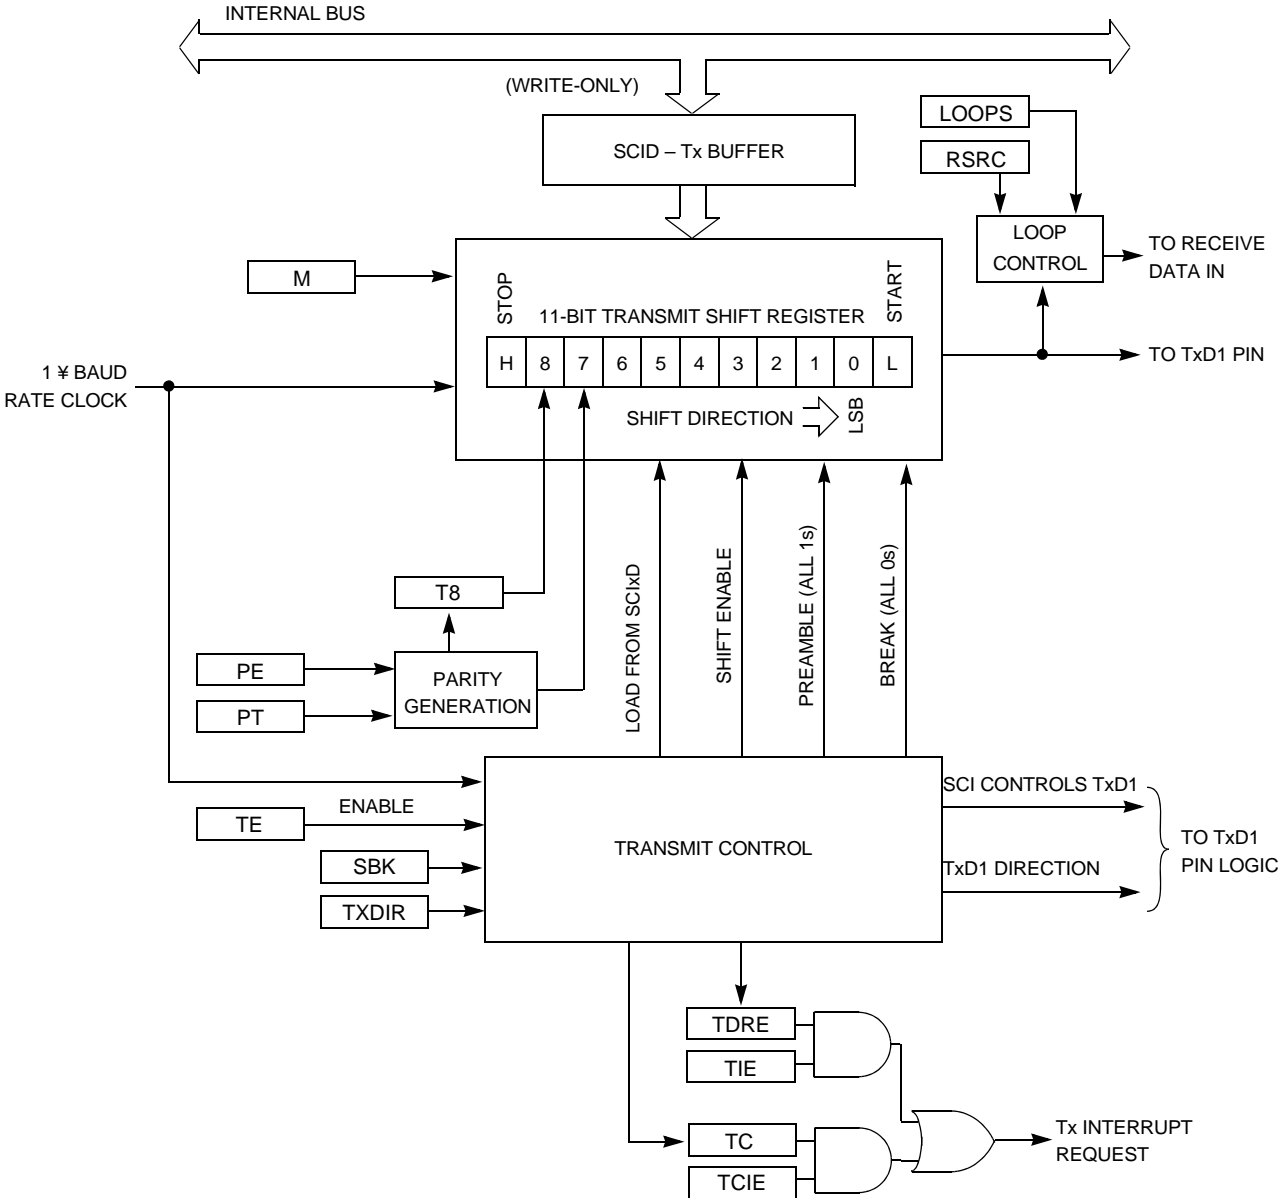 INTERNAL BUS
(WRITE-ONLY)
SCID – Tx BUFFER
LOOPS
RSRC
LOOP
CONTROL
TO RECEIVE
DATA IN
M
STOP
11-BIT TRANSMIT SHIFT REGISTER
START
H 8 7 6 5 4 3 2 1 0 L
TO TxD1 PIN
1 ¥ BAUD
RATE CLOCK
SHIFT DIRECTION
LSB
T8
PE
PT
PARITY
GENERATION
LOAD FROM SCIxD
SHIFT ENABLE
PREAMBLE (ALL 1s)
BREAK (ALL 0s)
TE
ENABLE
SBK
TXDIR
TRANSMIT CONTROL
SCI CONTROLS TxD1
TxD1 DIRECTION
TO TxD1
PIN LOGIC
TDRE
TIE
TC
TCIE
Tx INTERRUPT
REQUEST